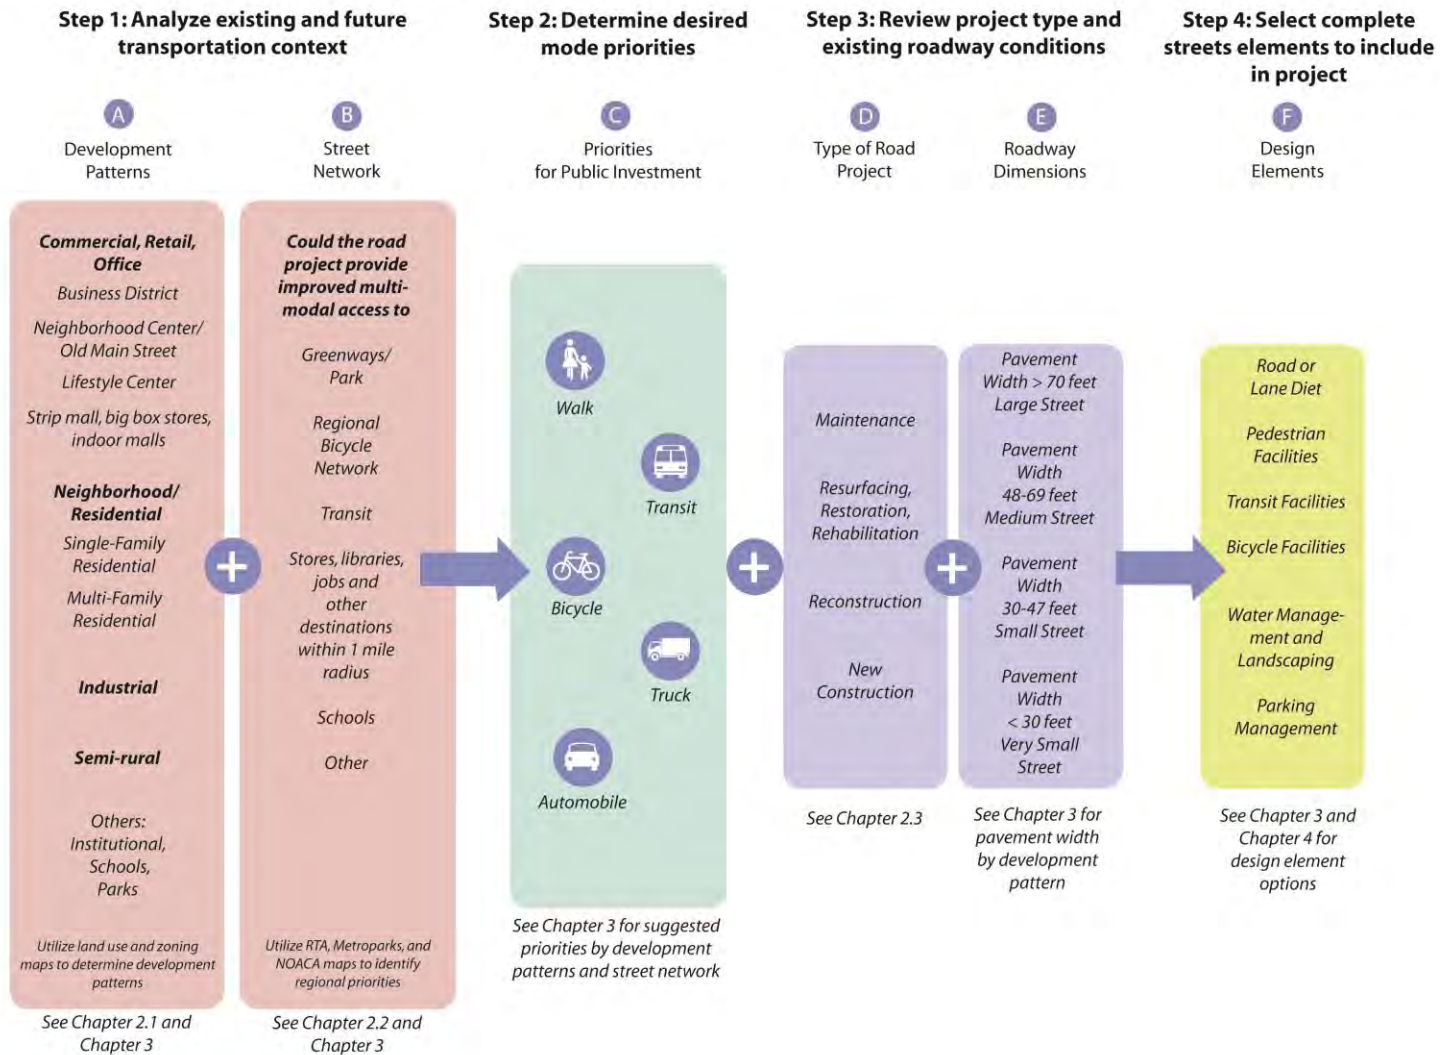 Step 1: Analyze existing and future
transportation context
A
Development
Patterns
Commercial, Retail,
Office
Business District
Neighborhood Center/
Old Main Street
Lifestyle Center
Strip mall, big box stores,
indoor malls
Neighborhood/
Residential
Single-Family
Residential
Multi-Family
Residential
Industrial
Semi-rural
Others:
Institutional,
Schools,
Parks
Utilize land use and zoning
maps to determine development
patterns
See Chapter 2.1 and
Chapter 3
+
B
Street
Network
Could the road
project provide
improved multi-
modal access to
Greenways/
Park
Regional
Bicycle
Network
Transit
Stores, libraries,
jobs and
other
destinations
within 1 mile
radius
Schools
Other
Utilize RTA, Metroparks, and
NOACA maps to identify
regional priorities
See Chapter 2.2 and
Chapter 3
Step 2: Determine desired
mode priorities
C
Priorities
for Public Investment
Walk
Transit
Bicycle
Truck
Automobile
See Chapter 3 for suggested
priorities by development
patterns and street network
+
Step 3: Review project type and
existing roadway conditions
D
Type of Road
Project
Maintenance
Resurfacing,
Restoration,
Rehabilitation
Reconstruction
New
Construction
See Chapter 2.3
+
E
Roadway
Dimensions
Pavement
Width > 70 feet
Large Street
Pavement
Width
48-69 feet
Medium Street
Pavement
Width
30-47 feet
Small Street
Pavement
Width
< 30 feet
Very Small
Street
See Chapter 3 for
pavement width
by development
pattern
Step 4: Select complete
streets elements to include
in project
F
Design
Elements
Road or
Lane Diet
Pedestrian
Facilities
Transit Facilities
Bicycle Facilities
Water Manage-
ment and
Landscaping
Parking
Management
See Chapter 3 and
Chapter 4 for
design element
options